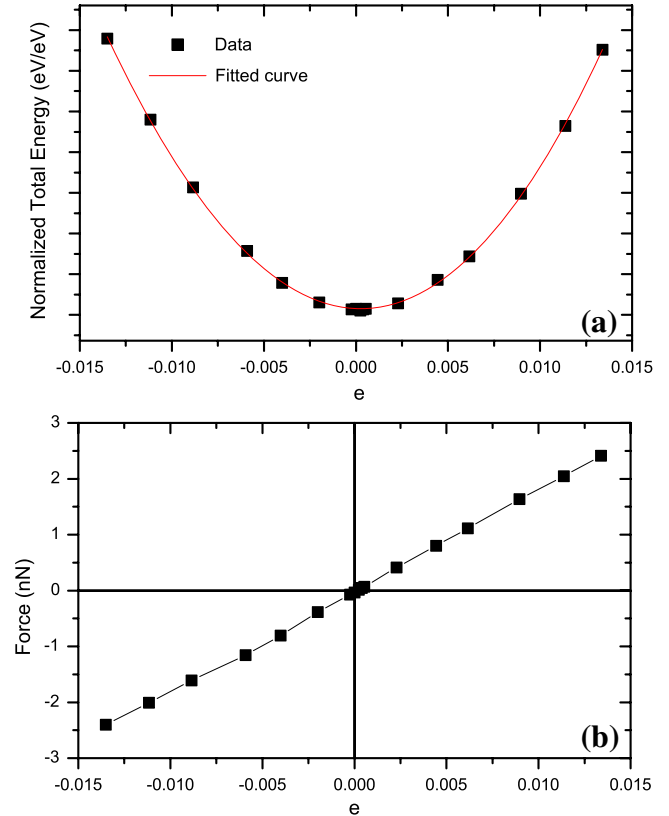 Normalized Total Energy (eV/eV)
Data
Fitted curve
(a)
-0.015 -0.010 -0.005 0.000 0.005 0.010 0.015
e
Force (nN)
3
2
1
0
-1
-2
-3
(b)
-0.015 -0.010 -0.005 0.000 0.005 0.010 0.015
e